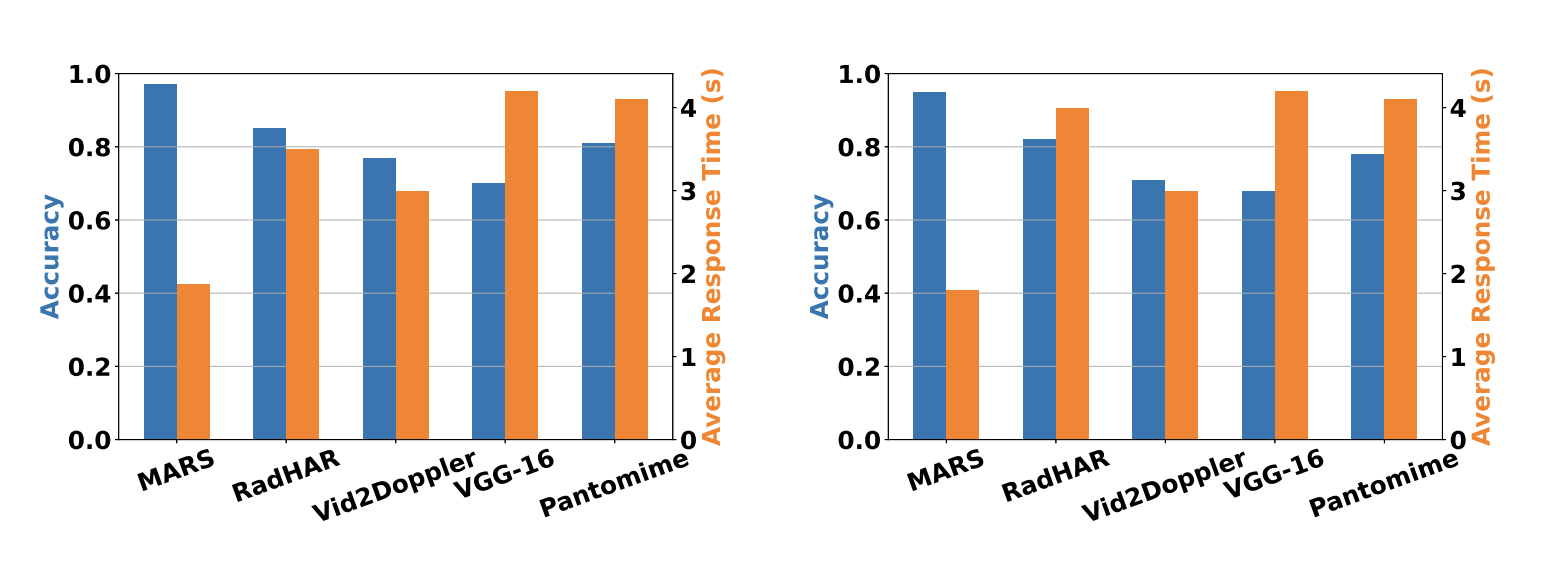 1.0
0.8
0.6
0.4
0.2
0.0
Accuracy
4
3
2
1
0
Average Response Time (s)
MARS
RadHAR
Vid2Doppler
VGG-16
Pantomime
1.0
0.8
0.6
0.4
0.2
0.0
Accuracy
4
3
2
1
0
Average Response Time (s)
MARS
RadHAR
Vid2Doppler
VGG-16
Pantomime